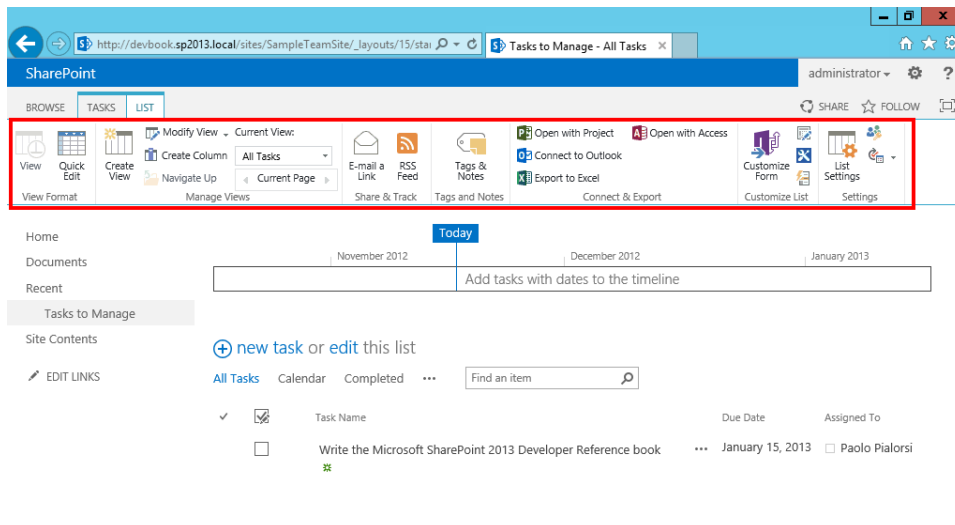 http://devbook.sp2013.local/sites/SampleTeamSite/_layouts/15/star
Tasks to Manage - All Tasks
SharePoint
administrator
?
BROWSE TASKS LIST
SHARE FOLLOW
Modify View Current View:
Create Column All Tasks
Navigate Up Current Page
View
Quick
Edit
Create
View
E-mail a
Link
RSS
Feed
Tags &
Notes
Open with Project Open with Access
Connect to Outlook
Export to Excel
Customize
Form
List
Settings
View Format Manage Views Share & Track Tags and Notes Connect & Export Customize List Settings
Home
Documents
Recent
Tasks to Manage
Site Contents
EDIT LINKS
Today
November 2012 December 2012 January 2013
Add tasks with dates to the timeline
new task or edit this list
All Tasks Calendar Completed ••• Find an item
Task Name Due Date Assigned To
Write the Microsoft SharePoint 2013 Developer Reference book ••• January 15, 2013 Paolo Pialorsi